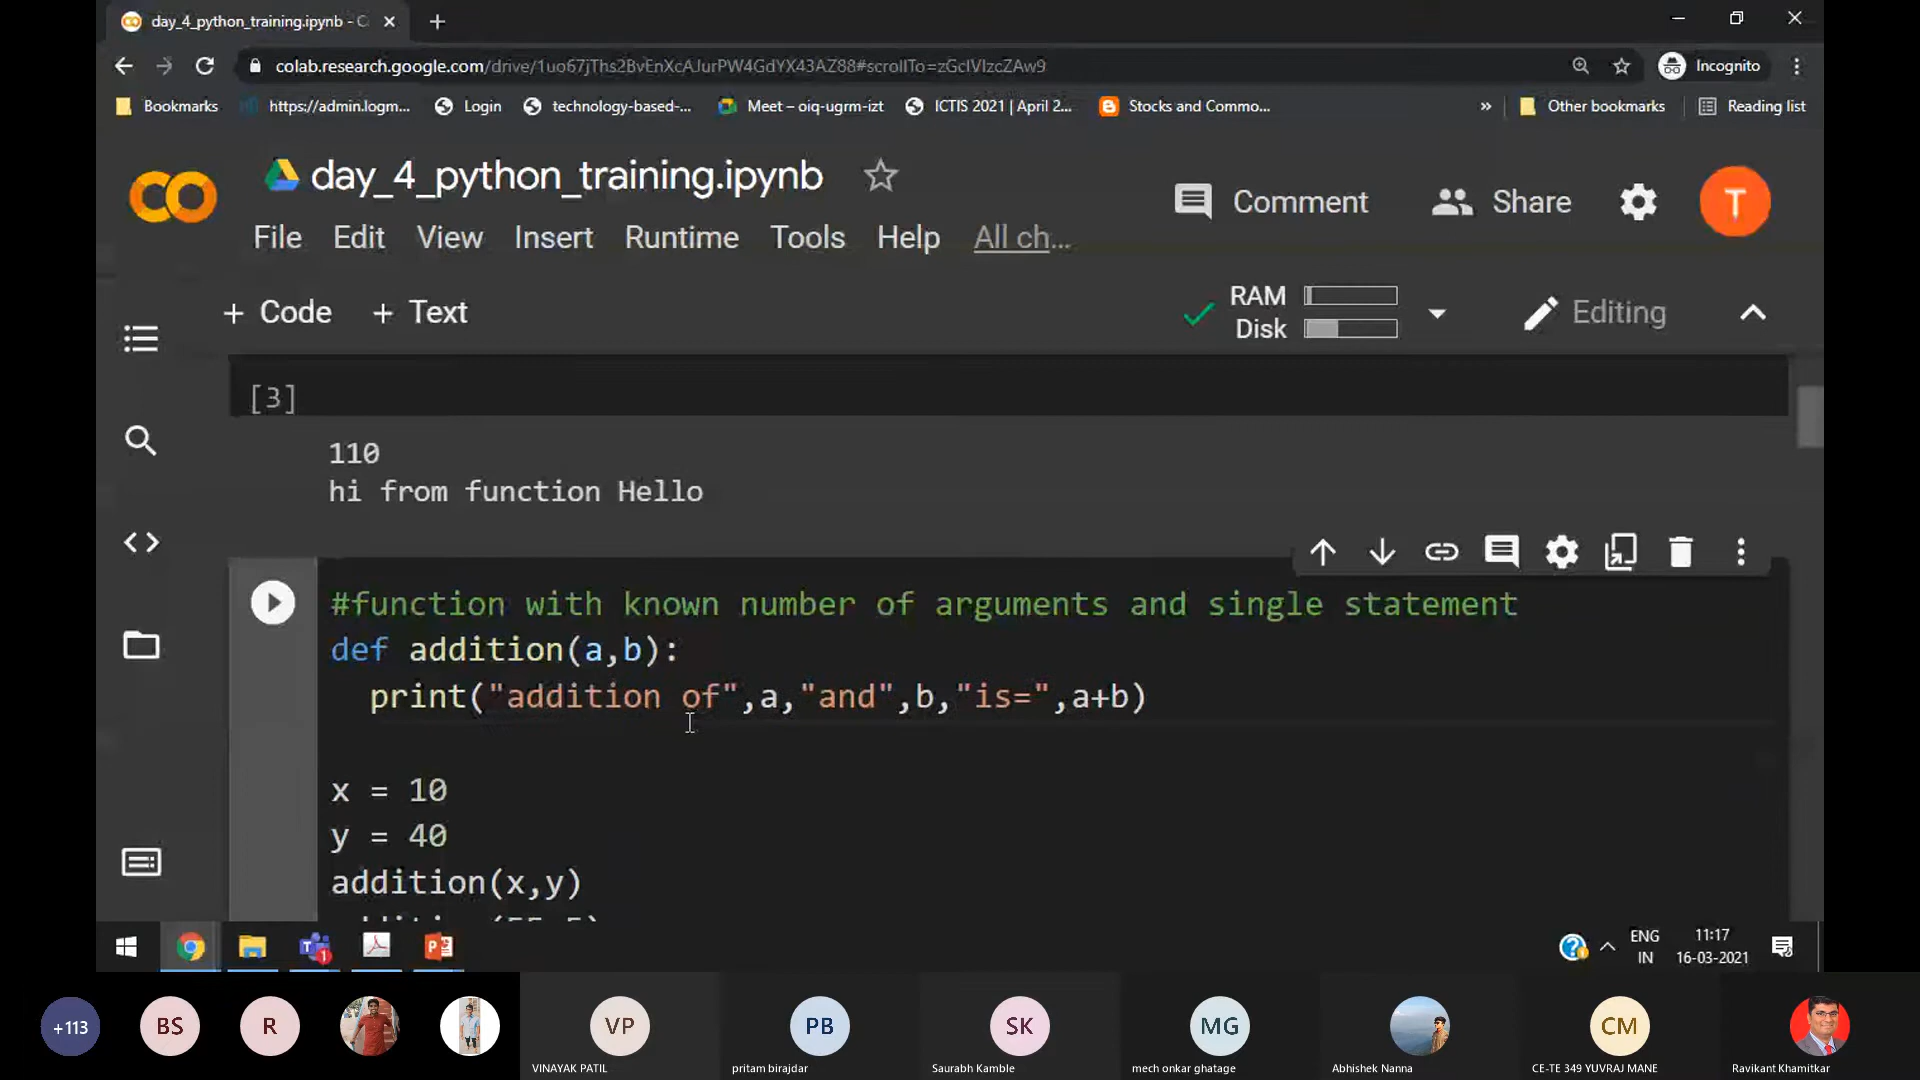 day_4_python_training.ipynb - C
colab.research.google.com/drive/1uo67jThs2BvEnXcAJurPW4GdYX43AZ88#scrollTo=zGcIVIzcZAw9
Incognito
Bookmarks
https://admin.logm...
Login
technology-based-...
Meet – oiq-ugrm-izt
ICTIS 2021 | April 2...
Stocks and Commo...
»
Other bookmarks
Reading list
day_4_python_training.ipynb
Comment
Share
T
File Edit View Insert Runtime Tools Help All ch...
+ Code + Text
RAM
Disk
Editing
[3]
110
hi from function Hello
#function with known number of arguments and single statement
def addition(a,b):
print("addition of",a,"and",b,"is=",a+b)
x = 10
y = 40
addition(x,y)
ENG
IN
11:17
16-03-2021
+113
BS
R
VP
VINAYAK PATIL
PB
pritam birajdar
SK
Saurabh Kamble
MG
mech onkar ghatage
Abhishek Nanna
CM
CE-TE 349 YUVRAJ MANE
Ravikant Khamitkar